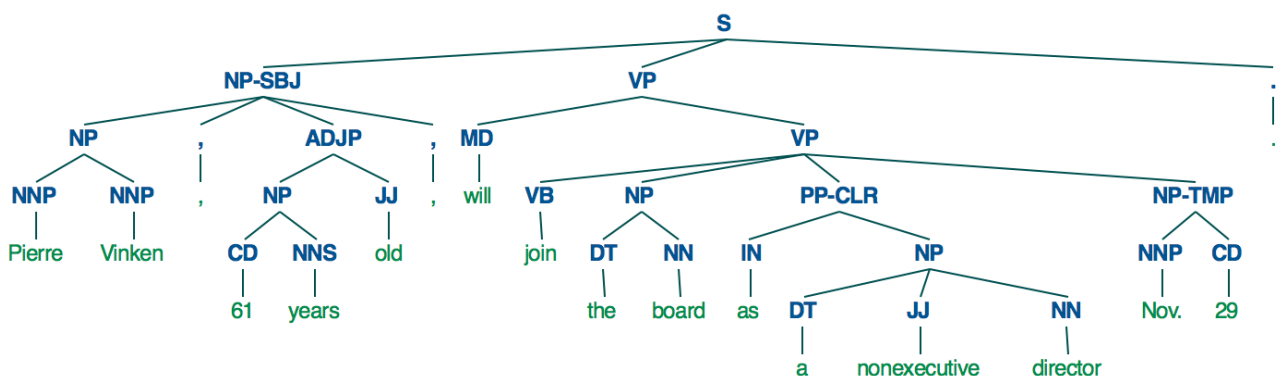 S
NP-SBJ VP .
NP , ADJP , MD VP .
NNP NNP , NP JJ , will VB NP PP-CLR NP-TMP
Pierre Vinken CD NNS old join DT NN IN NP NNP CD
61 years the board as DT JJ NN Nov. 29
a nonexecutive director